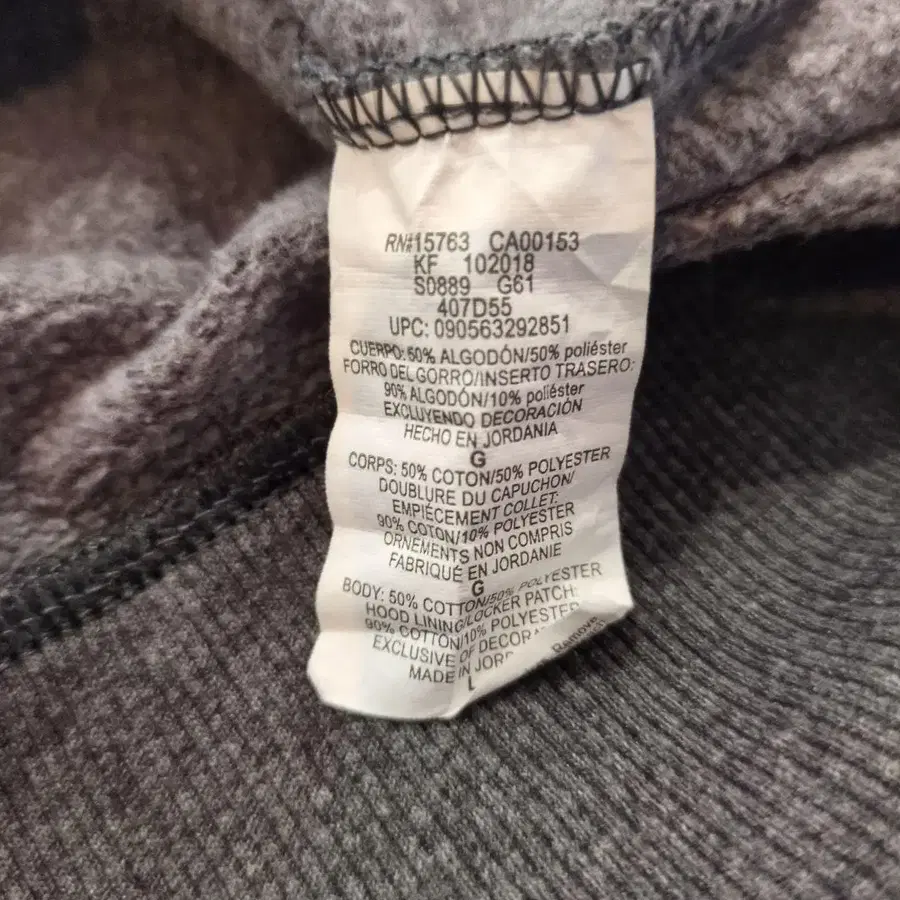 RN#15763 CA00153
KF 102018
S0889 G61
407D55
UPC: 090563292851
CUERPO: 50% ALGODÓN/50% poliéster
FORRO DEL GORRO/INSERTO TRASERO:
90% ALGODÓN/10% poliéster
EXCLUYENDO DECORACIÓN
HECHO EN JORDANIA
G
CORPS: 50% COTON/50% POLYESTER
DOUBLURE DU CAPUCHON/
EMPIÈCEMENT COLLET:
90% COTON/10% POLYESTER
ORNEMENTS NON COMPRIS
FABRIQUÉ EN JORDANIE
G
BODY: 50% COTTON/50% POLYESTER
HOOD LINING/LOCKER PATCH:
90% COTTON/10% POLYESTER
EXCLUSIVE OF DECORA
MADE IN JOR
L
Remove